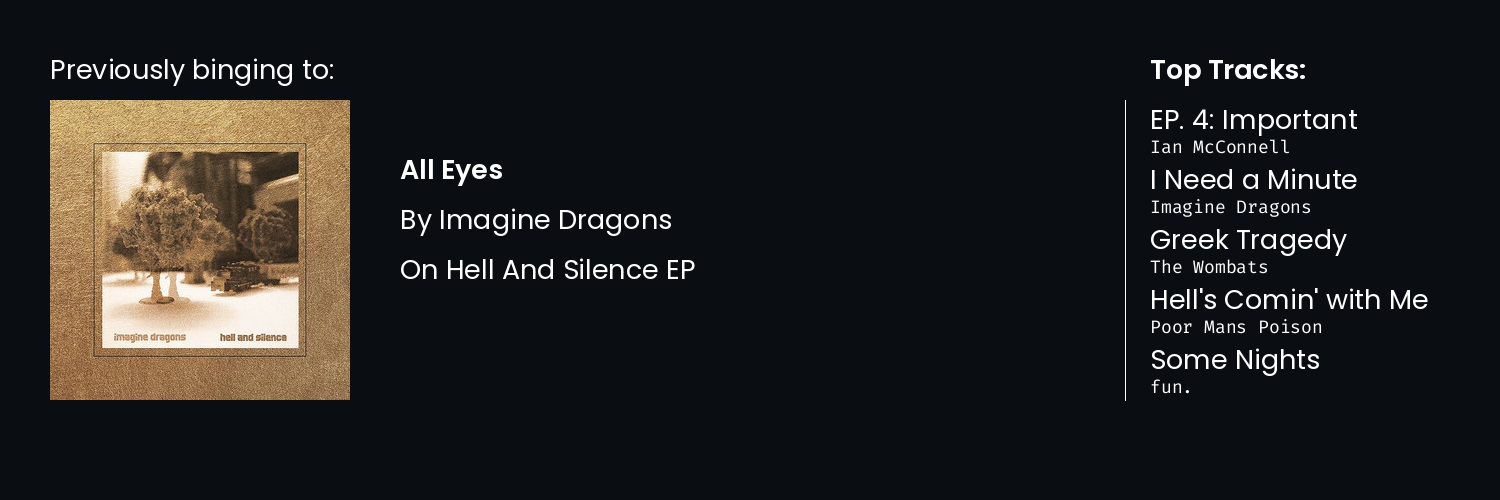 Previously binging to:
imagine dragons
hell and silence
All Eyes
By Imagine Dragons
On Hell And Silence EP
Top Tracks:
EP. 4: Important
Ian McConnell
I Need a Minute
Imagine Dragons
Greek Tragedy
The Wombats
Hell's Comin' with Me
Poor Mans Poison
Some Nights
fun.